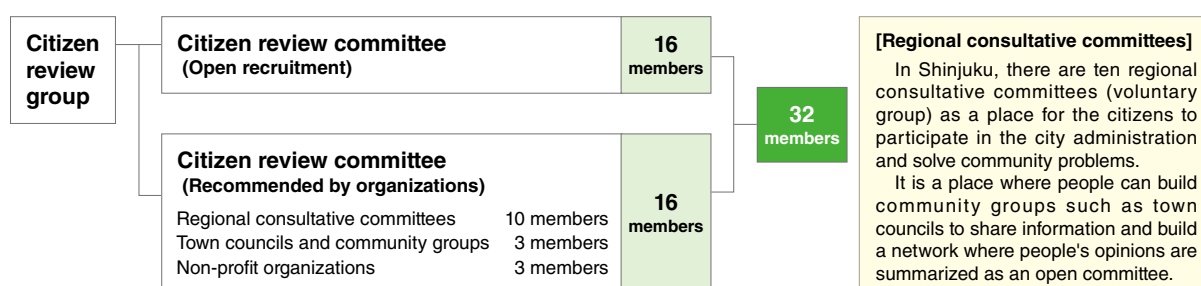 Citizen
review
group
Citizen review committee
(Open recruitment)
16
members
Citizen review committee
(Recommended by organizations)
Regional consultative committees 10 members
Town councils and community groups 3 members
Non-profit organizations 3 members
16
members
32
members
[Regional consultative committees]
In Shinjuku, there are ten regional
consultative committees (voluntary
group) as a place for the citizens to
participate in the city administration
and solve community problems.
It is a place where people can build
community groups such as town
councils to share information and build
a network where people's opinions are
summarized as an open committee.